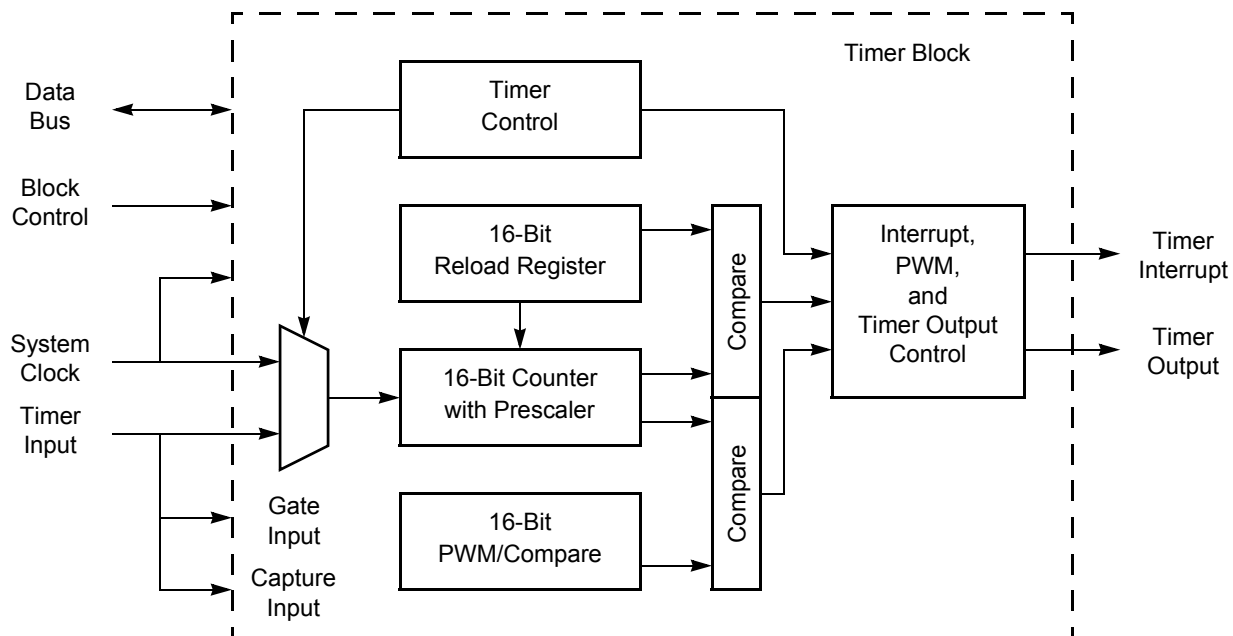 Timer Block
Data
Bus
Timer
Control
Block
Control
16-Bit
Reload Register
Compare
Interrupt,
PWM,
and
Timer Output
Control
Timer
Interrupt
System
Clock
16-Bit Counter
with Prescaler
Timer
Output
Timer
Input
Compare
Gate
Input
16-Bit
PWM/Compare
Capture
Input